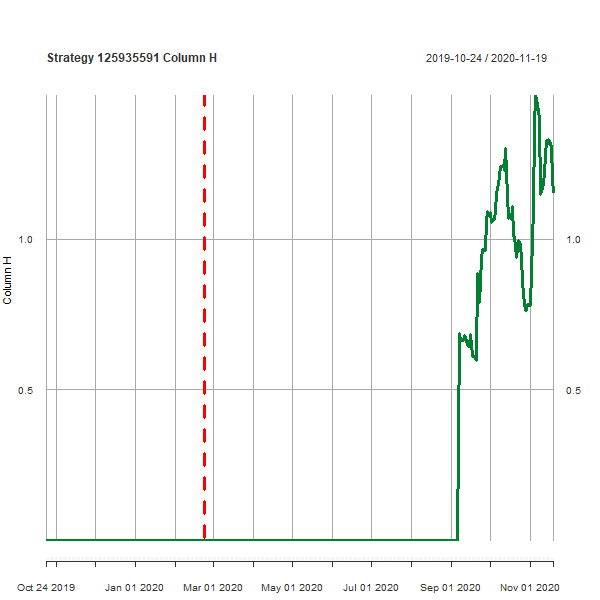 Strategy 125935591 Column H
2019-10-24 / 2020-11-19
Column H
1.0
1.0
0.5
0.5
Oct 24 2019
Jan 01 2020
Mar 01 2020
May 01 2020
Jul 01 2020
Sep 01 2020
Nov 01 2020